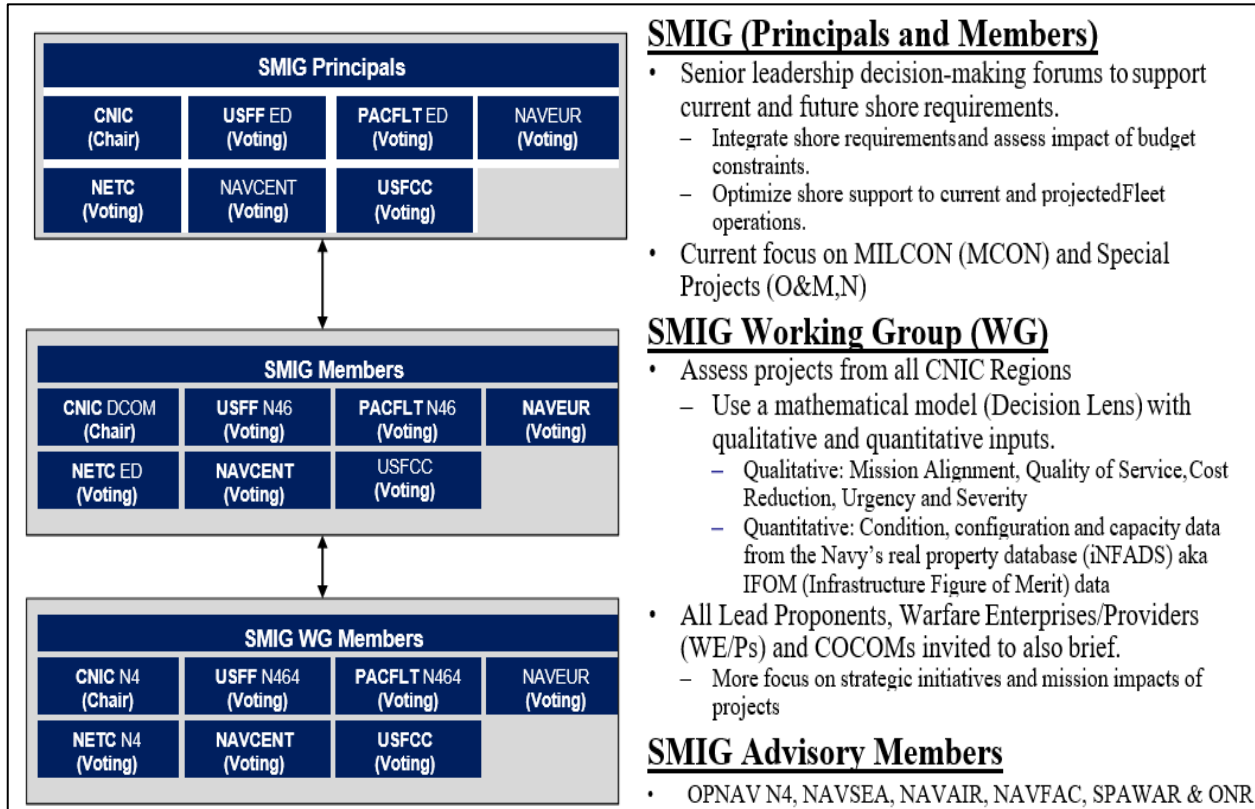 SMIG Principals
CNIC
(Chair)
USFF ED
(Voting)
PACFLT ED
(Voting)
NAVEUR
(Voting)
NETC
(Voting)
NAVCENT
(Voting)
USFCC
(Voting)
SMIG Members
CNIC DCOM
(Chair)
USFF N46
(Voting)
PACFLT N46
(Voting)
NAVEUR
(Voting)
NETC ED
(Voting)
NAVCENT
(Voting)
USFCC
(Voting)
SMIG WG Members
CNIC N4
(Chair)
USFF N464
(Voting)
PACFLT N464
(Voting)
NAVEUR
(Voting)
NETC N4
(Voting)
NAVCENT
(Voting)
USFCC
(Voting)
SMIG (Principals and Members)
• Senior leadership decision-making forums to support
current and future shore requirements.
– Integrate shore requirements and assess impact of budget
constraints.
– Optimize shore support to current and projected Fleet
operations.
• Current focus on MILCON (MCON) and Special
Projects (O&M,N)
SMIG Working Group (WG)
• Assess projects from all CNIC Regions
– Use a mathematical model (Decision Lens) with
qualitative and quantitative inputs.
– Qualitative: Mission Alignment, Quality of Service, Cost
Reduction, Urgency and Severity
– Quantitative: Condition, configuration and capacity data
from the Navy's real property database (iNFADS) aka
IFOM (Infrastructure Figure of Merit) data
• All Lead Proponents, Warfare Enterprises/Providers
(WE/Ps) and COCOMs invited to also brief.
– More focus on strategic initiatives and mission impacts of
projects
SMIG Advisory Members
• OPNAV N4, NAVSEA, NAVAIR, NAVFAC, SPAWAR & ONR